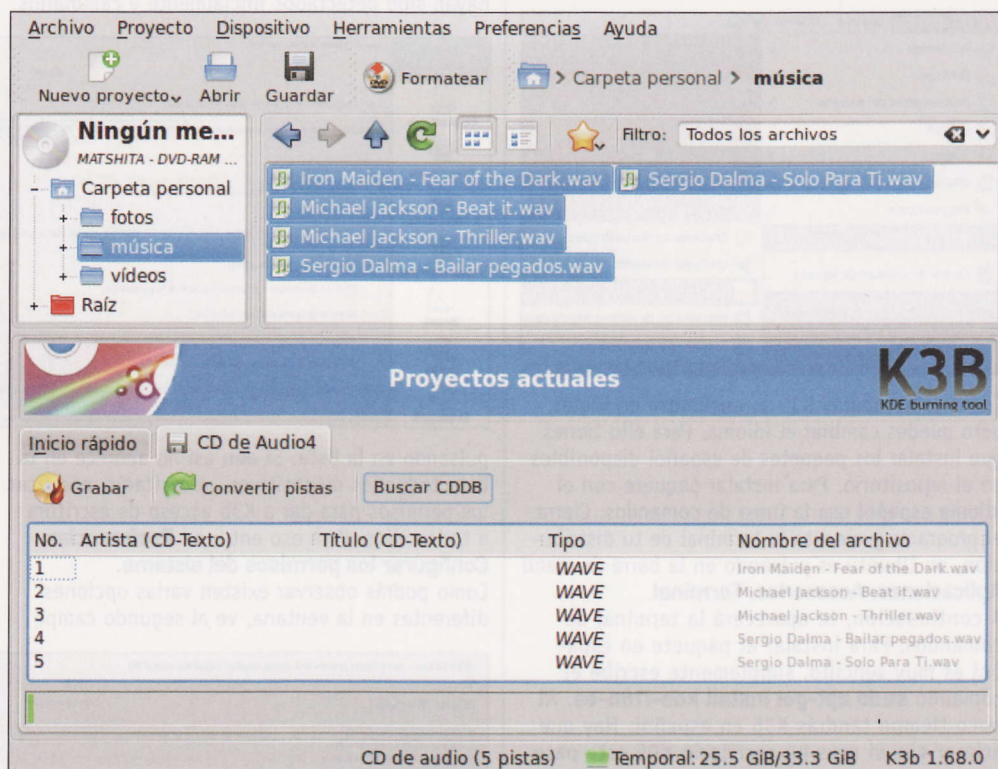 Archivo Proyecto Dispositivo Herramientas Preferencias Ayuda
Nuevo proyecto Abrir Guardar Formatear > Carpeta personal > música
Ningún me...
MATSHITA - DVD-RAM ...
Filtro: Todos los archivos
Carpeta personal
fotos
música
vídeos
Raíz
Iron Maiden - Fear of the Dark.wav Sergio Dalma - Solo Para Ti.wav
Michael Jackson - Beat it.wav
Michael Jackson - Thriller.wav
Sergio Dalma - Bailar pegados.wav
Proyectos actuales
K3B
KDE burning tool
Inicio rápido CD de Audio4
Grabar Convertir pistas Buscar CDDB
No. Artista (CD-Texto) Título (CD-Texto) Tipo Nombre del archivo
1 WAVE Iron Maiden - Fear of the Dark.wav
2 WAVE Michael Jackson - Beat it.wav
3 WAVE Michael Jackson - Thriller.wav
4 WAVE Sergio Dalma - Bailar pegados.wav
5 WAVE Sergio Dalma - Solo Para Ti.wav
CD de audio (5 pistas) Temporal: 25.5 GiB/33.3 GiB K3b 1.68.0